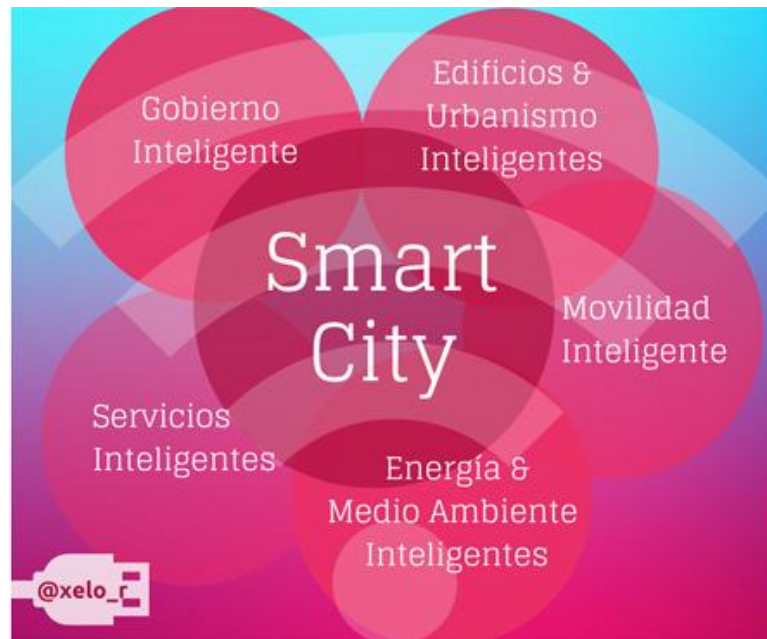 Gobierno
Inteligente
Edificios &
Urbanismo
Inteligentes
Smart
City
Movilidad
Inteligente
Servicios
Inteligentes
Energía &
Medio Ambiente
Inteligentes
@xelo_r